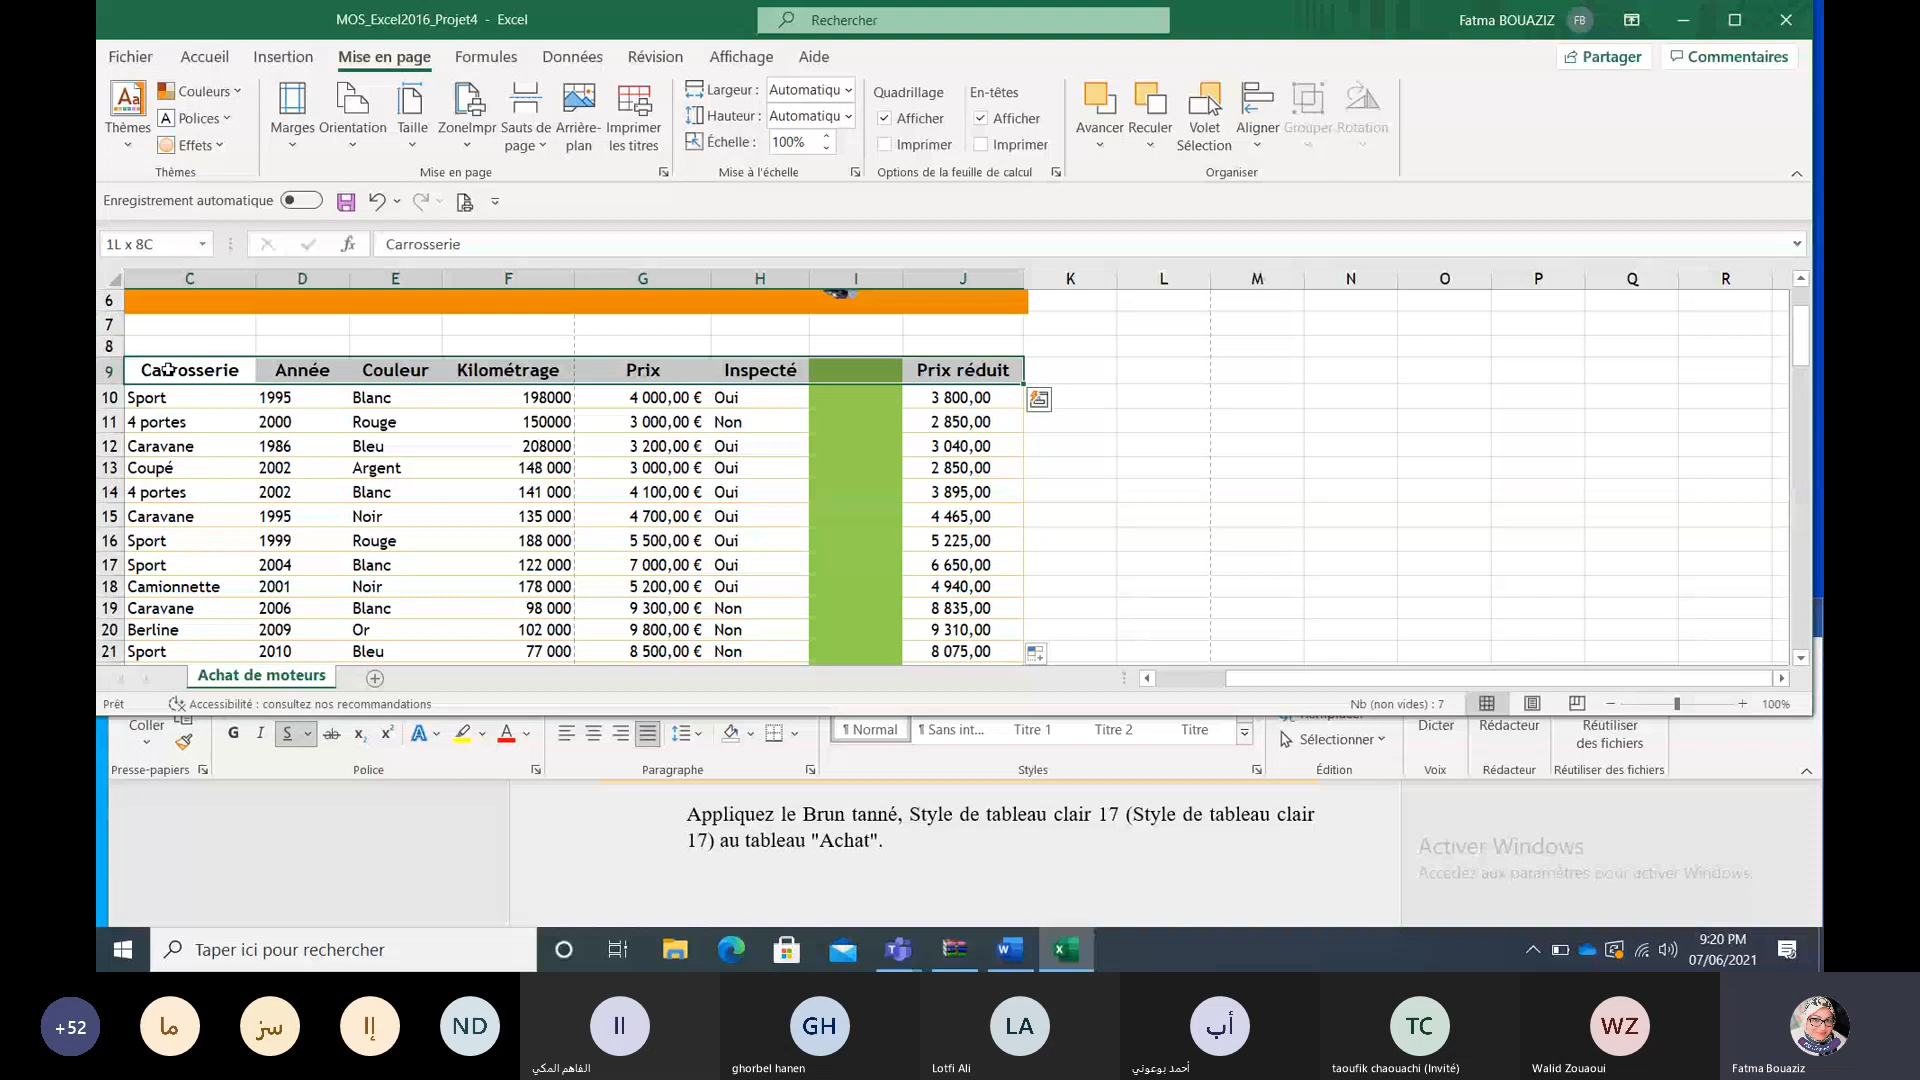 MOS_Excel2016_Projet4 - Excel
Rechercher
Fatma BOUAZIZ
FB
Fichier Accueil Insertion Mise en page Formules Données Révision Affichage Aide
Partager
Commentaires
Thèmes
Couleurs
Polices
Effets
Thèmes
Marges Orientation Taille ZoneImpr Sauts de page Arrière-plan Imprimer les titres
Mise en page
Largeur : Automatiqu
Hauteur : Automatiqu
Échelle : 100%
Mise à l'échelle
Quadrillage En-têtes
Afficher Afficher
Imprimer Imprimer
Options de la feuille de calcul
Avancer Reculer Volet Sélection Aligner Grouper Rotation
Organiser
Enregistrement automatique
1L x 8C
fx
Carrosserie
C D E F G H I J K L M N O P Q R
6
7
8
9 Carrosserie Année Couleur Kilométrage Prix Inspecté Prix réduit
10 Sport 1995 Blanc 198000 4 000,00 € Oui 3 800,00
11 4 portes 2000 Rouge 150000 3 000,00 € Non 2 850,00
12 Caravane 1986 Bleu 208000 3 200,00 € Oui 3 040,00
13 Coupé 2002 Argent 148 000 3 000,00 € Oui 2 850,00
14 4 portes 2002 Blanc 141 000 4 100,00 € Oui 3 895,00
15 Caravane 1995 Noir 135 000 4 700,00 € Oui 4 465,00
16 Sport 1999 Rouge 188 000 5 500,00 € Oui 5 225,00
17 Sport 2004 Blanc 122 000 7 000,00 € Oui 6 650,00
18 Camionnette 2001 Noir 178 000 5 200,00 € Oui 4 940,00
19 Caravane 2006 Blanc 98 000 9 300,00 € Non 8 835,00
20 Berline 2009 Or 102 000 9 800,00 € Non 9 310,00
21 Sport 2010 Bleu 77 000 8 500,00 € Non 8 075,00
Achat de moteurs
Prêt
Accessibilité : consultez nos recommandations
Nb (non vides) : 7
100%
Coller
G I S ab x₂ x² A A
¶ Normal ¶ Sans int... Titre 1 Titre 2 Titre
Sélectionner
Dicter
Rédacteur
Réutiliser
des fichiers
Presse-papiers Police Paragraphe Styles Édition Voix Rédacteur Réutiliser des fichiers
Appliquez le Brun tanné, Style de tableau clair 17 (Style de tableau clair
17) au tableau "Achat".
Activer Windows
Accédez aux paramètres pour activer Windows.
Taper ici pour rechercher
9:20 PM
07/06/2021
+52
ما
سز
إا
ND
اا
GH
LA
أب
TC
WZ
الفاهم المكي
ghorbel hanen
Lotfi Ali
أحمد بوعوني
taoufik chaouachi (Invité)
Walid Zouaoui
Fatma Bouaziz